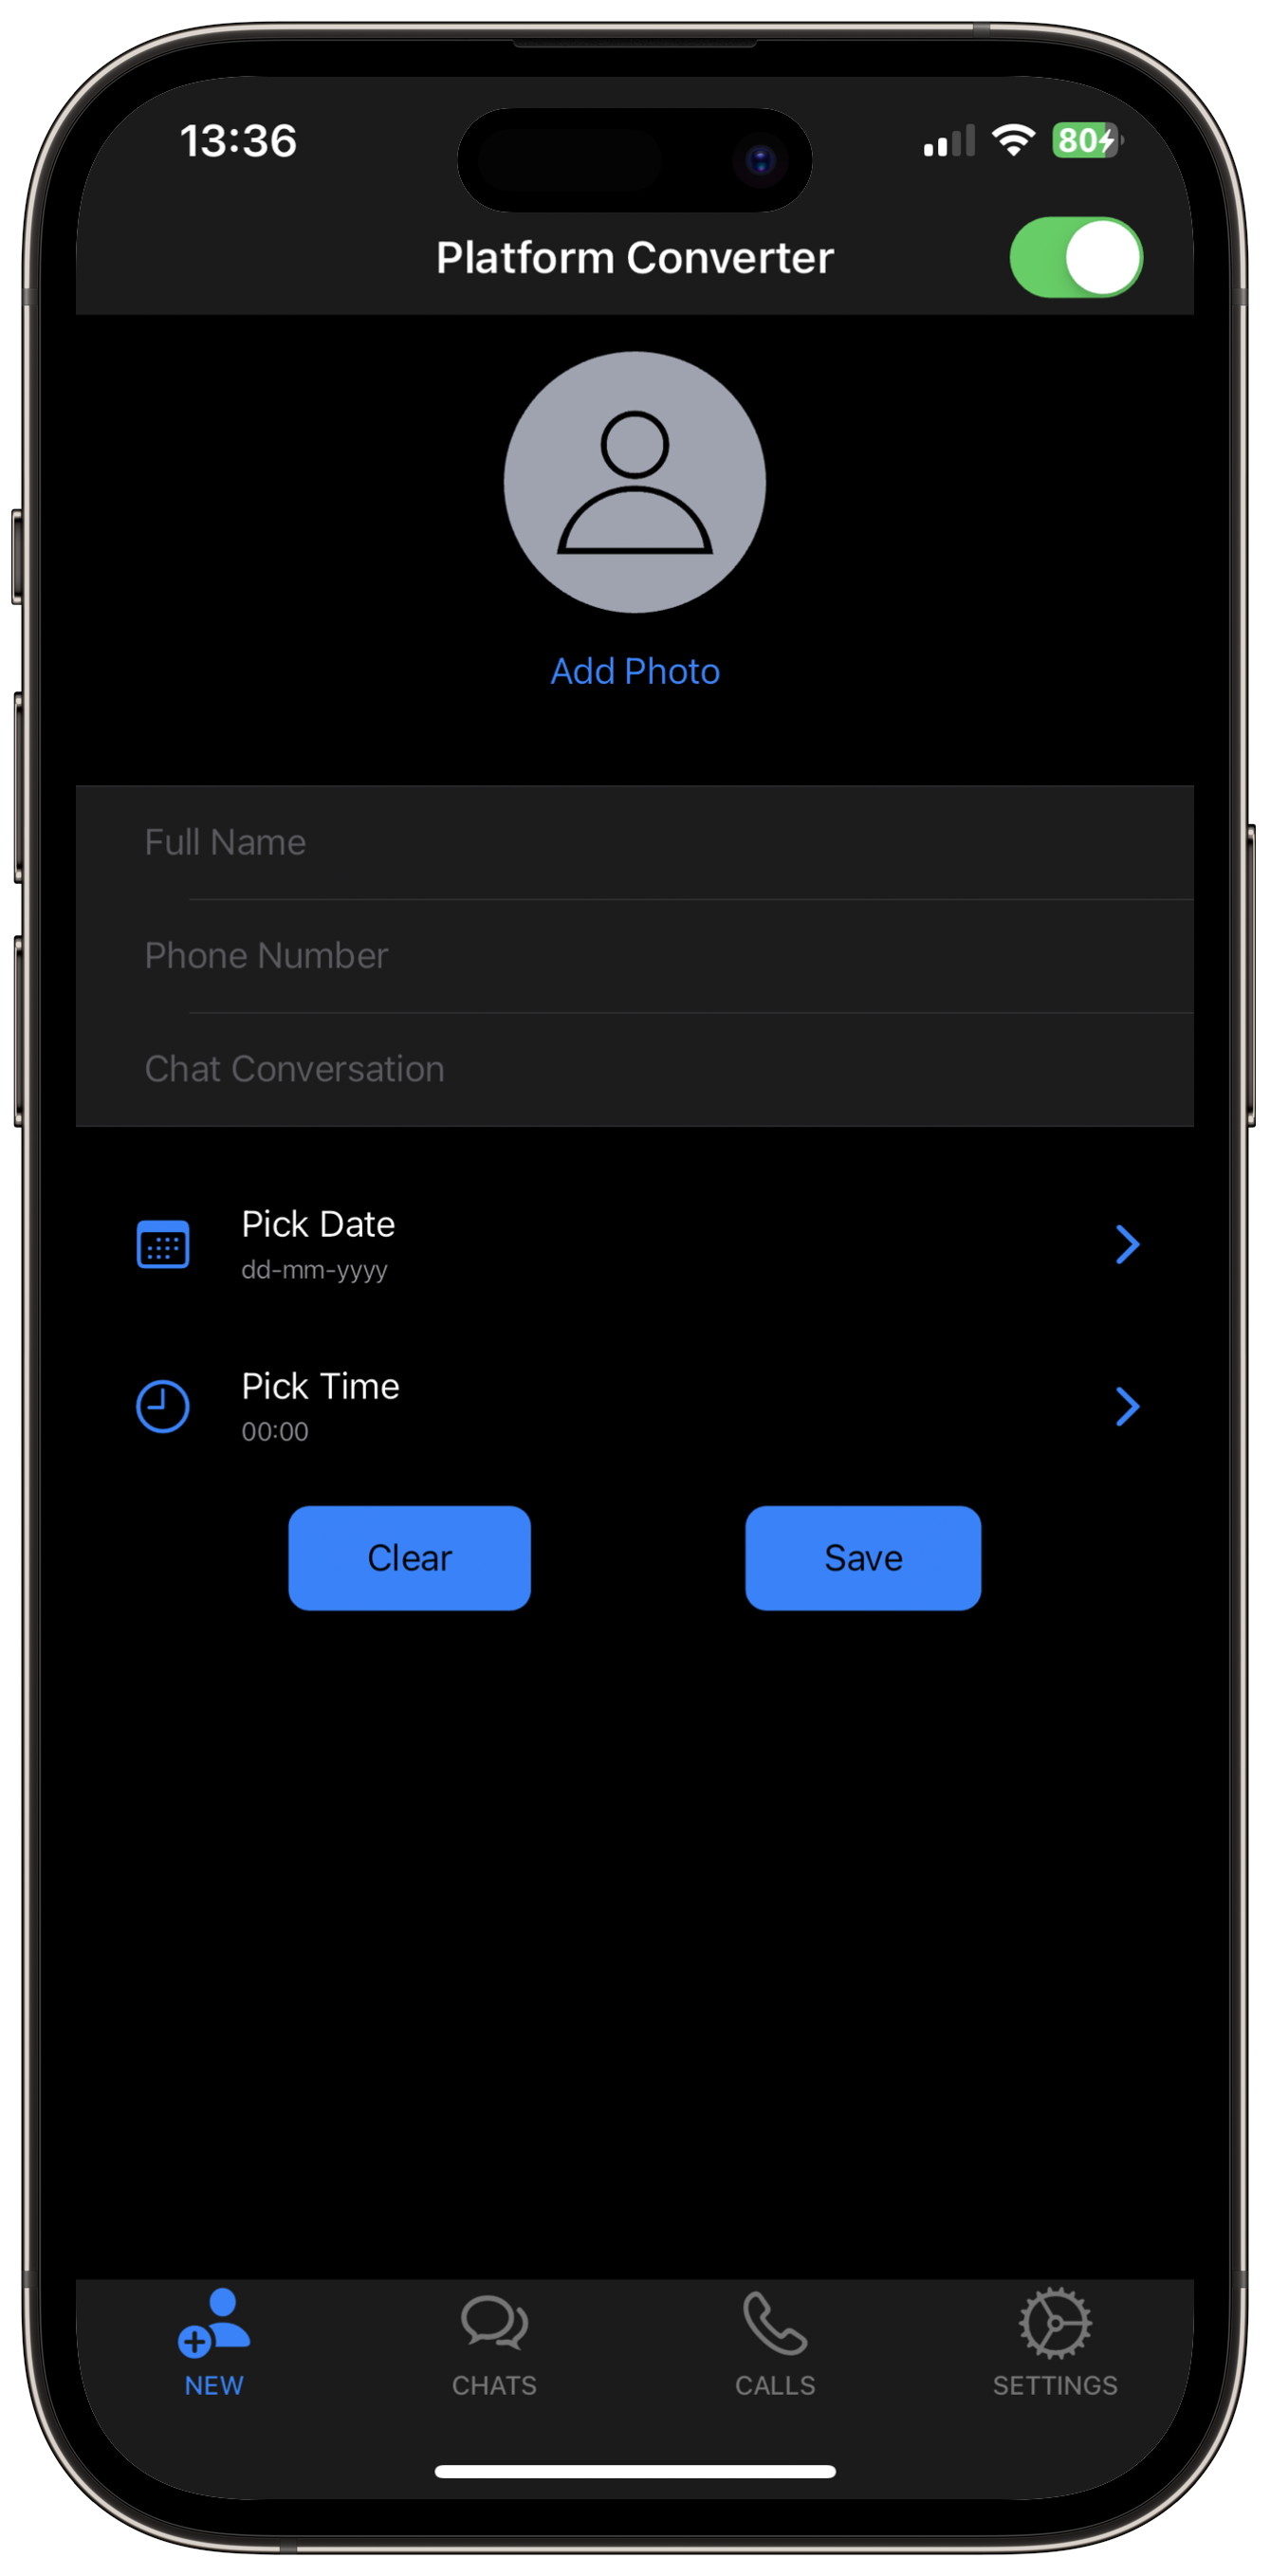 13:36
80
Platform Converter
Add Photo
Full Name
Phone Number
Chat Conversation
Pick Date
dd-mm-yyyy
Pick Time
00:00
Clear Save
NEW CHATS CALLS SETTINGS